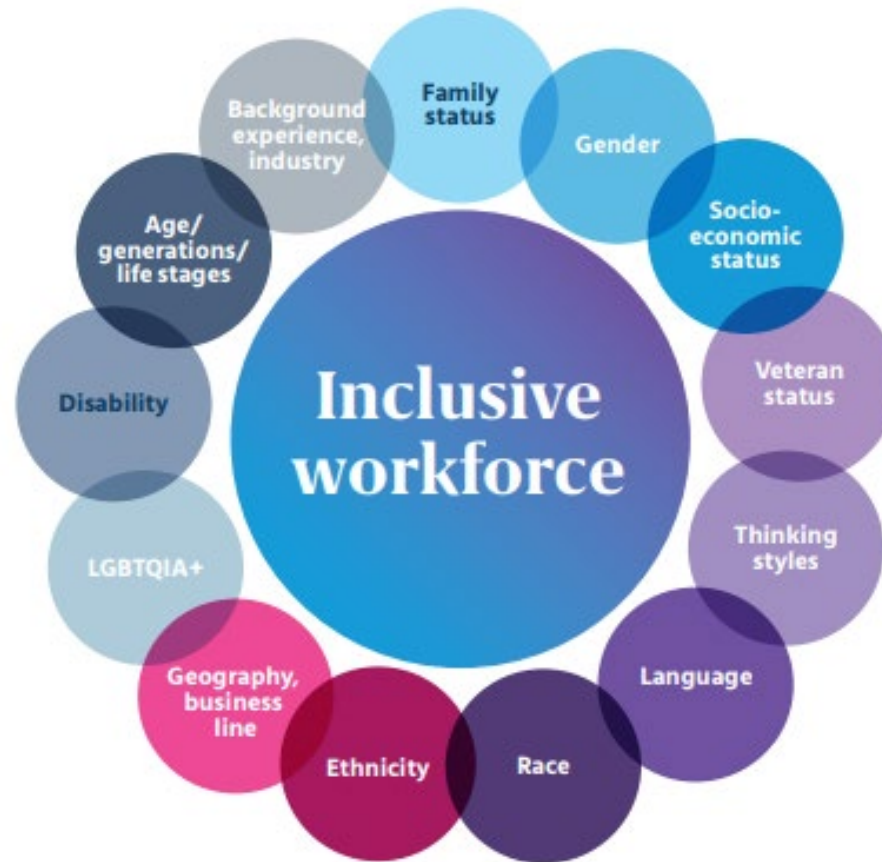 Family
status
Gender
Socio-
economic
status
Veteran
status
Thinking
styles
Language
Race
Ethnicity
Geography,
business
line
LGBTQIA+
Disability
Age/
generations/
life stages
Background
experience,
industry
Inclusive
workforce